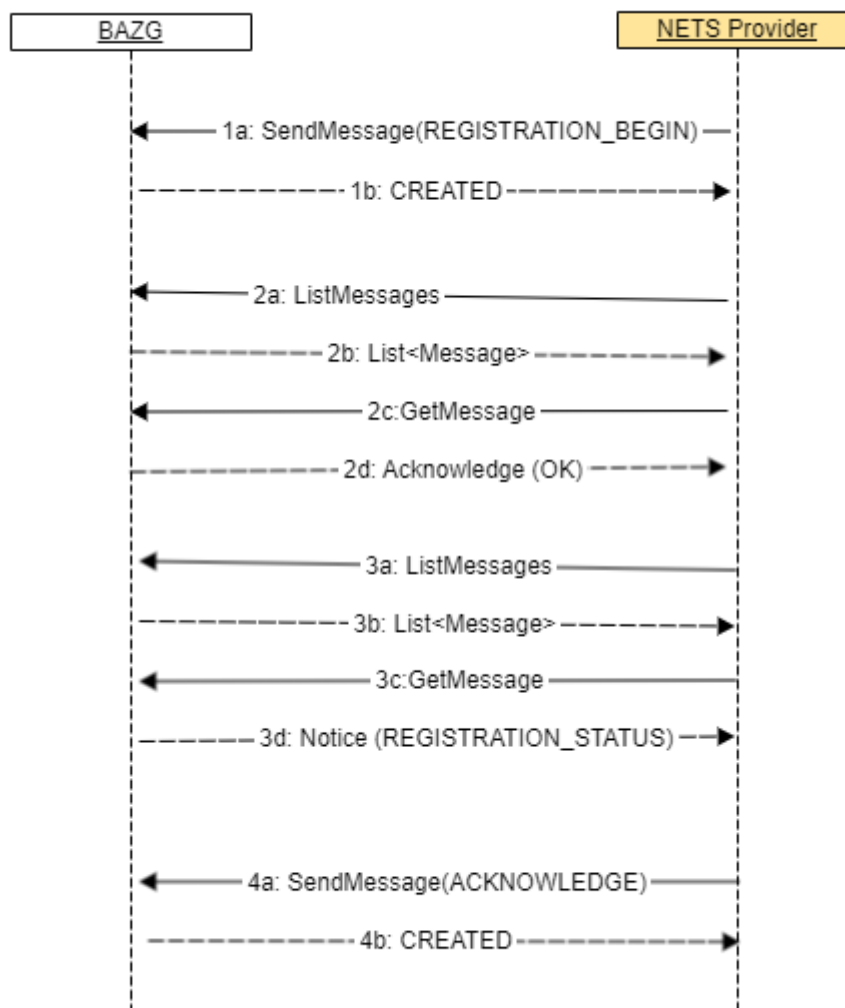 BAZG
NETS Provider
1a: SendMessage(REGISTRATION_BEGIN)
1b: CREATED
2a: ListMessages
2b: List<Message>
2c:GetMessage
2d: Acknowledge (OK)
3a: ListMessages
3b: List<Message>
3c:GetMessage
3d: Notice (REGISTRATION_STATUS)
4a: SendMessage(ACKNOWLEDGE)
4b: CREATED